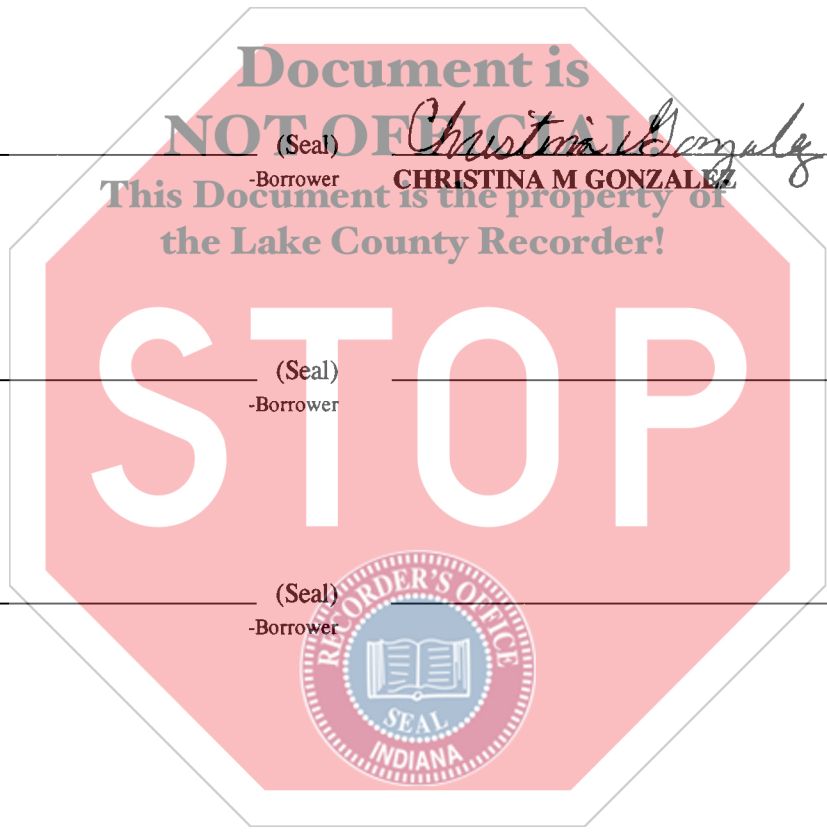 Document is
NOT OFFICIAL!
(Seal)
Christina M Gonzalez
-Borrower
CHRISTINA M GONZALEZ
This Document is the property of
the Lake County Recorder!
STOP
(Seal)
-Borrower
(Seal)
-Borrower
RECORDER'S OFFICE
SEAL
INDIANA